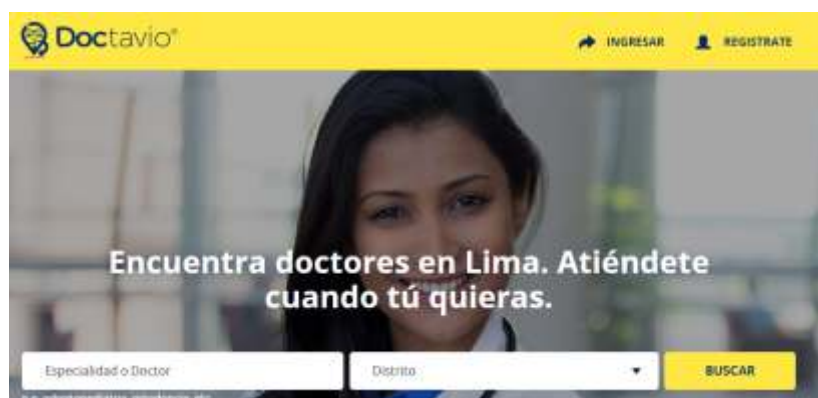 Doctavio®
INGRESAR
REGISTRATE
Encuentra doctores en Lima. Atiéndete
cuando tú quieras.
Especialidad o Doctor
Distrito
BUSCAR